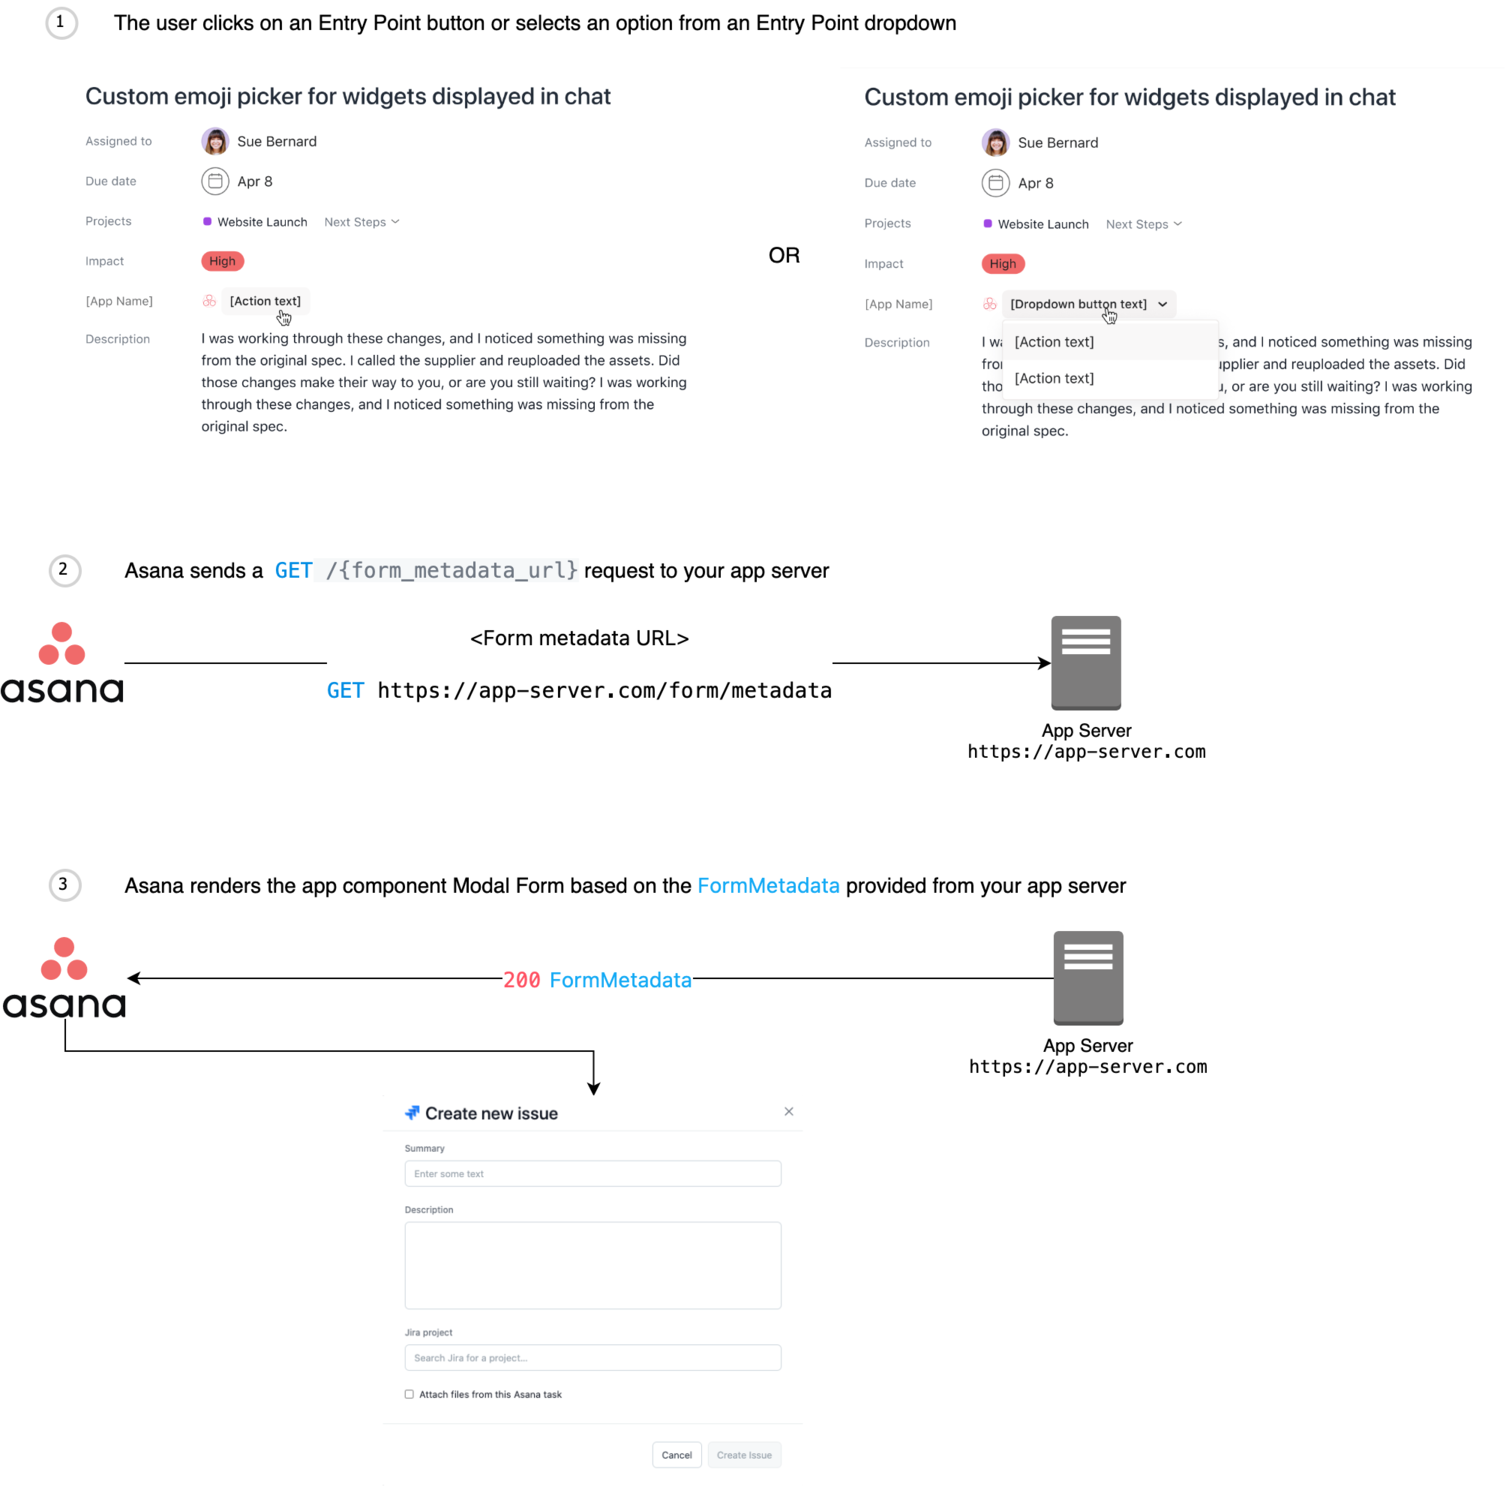 1
The user clicks on an Entry Point button or selects an option from an Entry Point dropdown
Custom emoji picker for widgets displayed in chat
Assigned to Sue Bernard
Due date Apr 8
Projects Website Launch Next Steps
Impact High
[App Name] [Action text]
Description I was working through these changes, and I noticed something was missing
from the original spec. I called the supplier and reuploaded the assets. Did
those changes make their way to you, or are you still waiting? I was working
through these changes, and I noticed something was missing from the
original spec.
OR
Custom emoji picker for widgets displayed in chat
Assigned to Sue Bernard
Due date Apr 8
Projects Website Launch Next Steps
Impact High
[App Name] [Dropdown button text]
[Action text]
[Action text]
Description I wa s, and I noticed something was missing
fror upplier and reuploaded the assets. Did
tho , or are you still waiting? I was working
through these changes, and I noticed something was missing from the
original spec.
2
Asana sends a GET /{form_metadata_url} request to your app server
asana
<Form metadata URL>
GET https://app-server.com/form/metadata
App Server
https://app-server.com
3
Asana renders the app component Modal Form based on the FormMetadata provided from your app server
asana
200 FormMetadata
App Server
https://app-server.com
Create new issue
Summary
Enter some text
Description
Jira project
Search Jira for a project...
Attach files from this Asana task
Cancel Create Issue